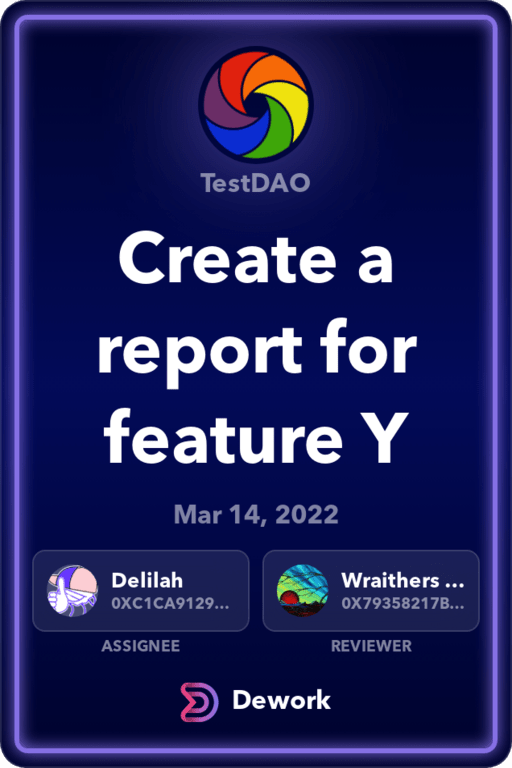 TestDAO
Create a
report for
feature Y
Mar 14, 2022
Delilah
0XC1CA9129...
Wraithers ...
0X79358217B...
ASSIGNEE
REVIEWER
Dework